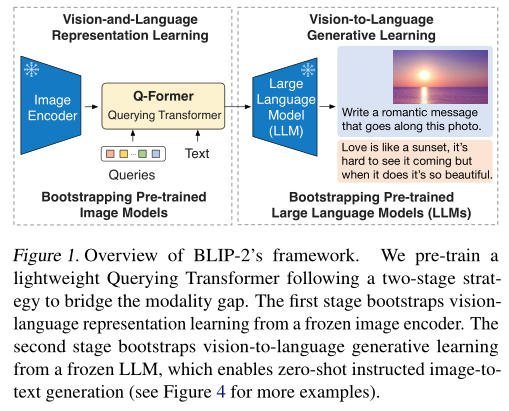 Vision-and-Language
Representation Learning
Vision-to-Language
Generative Learning
Image
Encoder
Q-Former
Querying Transformer
Queries
Text
Bootstrapping Pre-trained
Image Models
Large
Language
Model
(LLM)
Write a romantic message
that goes along this photo.
Love is like a sunset, it's
hard to see it coming but
when it does it's so beautiful.
Bootstrapping Pre-trained
Large Language Models (LLMs)
Figure 1. Overview of BLIP-2's framework. We pre-train a
lightweight Querying Transformer following a two-stage strat-
egy to bridge the modality gap. The first stage bootstraps vision-
language representation learning from a frozen image encoder. The
second stage bootstraps vision-to-language generative learning
from a frozen LLM, which enables zero-shot instructed image-to-
text generation (see Figure 4 for more examples).